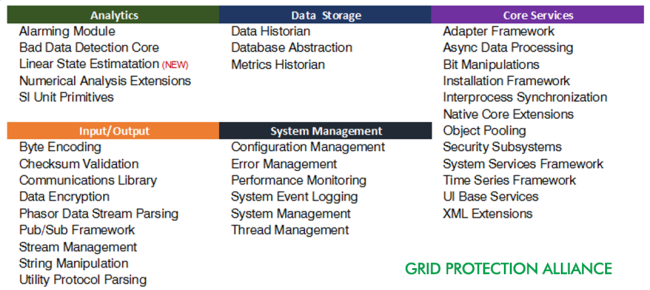 Analytics
Alarming Module
Bad Data Detection Core
Linear State Estimatation (NEW)
Numerical Analysis Extensions
SI Unit Primitives
Data Storage
Data Historian
Database Abstraction
Metrics Historian
Core Services
Adapter Framework
Async Data Processing
Bit Manipulations
Installation Framework
Interprocess Synchronization
Native Core Extensions
Object Pooling
Security Subsystems
System Services Framework
Time Series Framework
UI Base Services
XML Extensions
Input/Output
Byte Encoding
Checksum Validation
Communications Library
Data Encryption
Phasor Data Stream Parsing
Pub/Sub Framework
Stream Management
String Manipulation
Utility Protocol Parsing
System Management
Configuration Management
Error Management
Performance Monitoring
System Event Logging
System Management
Thread Management
GRID PROTECTION ALLIANCE